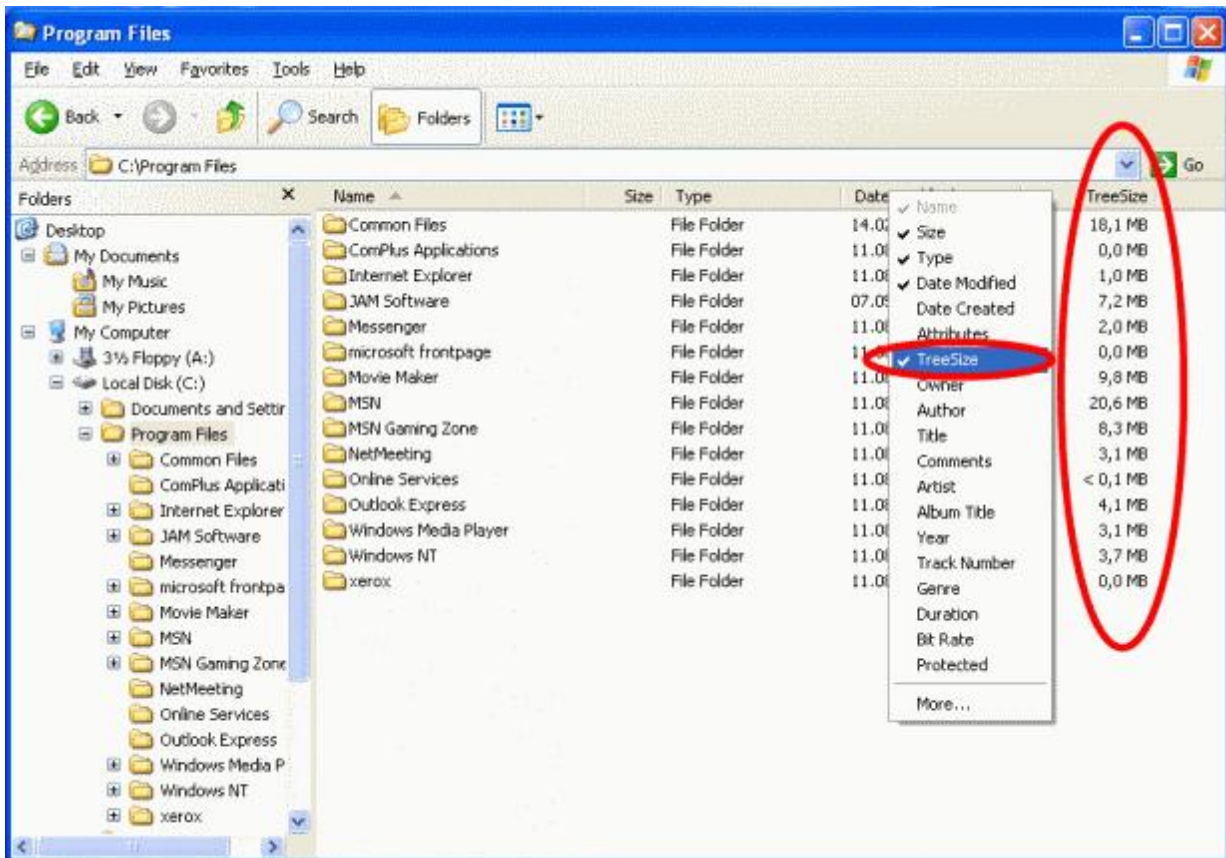 Program Files
File Edit View Favorites Tools Help
Back Search Folders
Address C:\Program Files Go
Folders Name Size Type Date TreeSize
Desktop
My Documents
My Music
My Pictures
My Computer
3½ Floppy (A:)
Local Disk (C:)
Documents and Settir
Program Files
Common Files
ComPlus Applicati
Internet Explorer
JAM Software
Messenger
microsoft frontpa
Movie Maker
MSN
MSN Gaming Zone
NetMeeting
Online Services
Outlook Express
Windows Media P
Windows NT
xerox
Common Files File Folder 14.02 18,1 MB
ComPlus Applications File Folder 11.08 0,0 MB
Internet Explorer File Folder 11.08 1,0 MB
JAM Software File Folder 07.09 7,2 MB
Messenger File Folder 11.08 2,0 MB
microsoft frontpage File Folder 0,0 MB
Movie Maker File Folder 11.08 9,8 MB
MSN File Folder 11.08 20,6 MB
MSN Gaming Zone File Folder 11.08 8,3 MB
NetMeeting File Folder 11.08 3,1 MB
Online Services File Folder 11.08 < 0,1 MB
Outlook Express File Folder 11.08 4,1 MB
Windows Media Player File Folder 11.08 3,1 MB
Windows NT File Folder 11.08 3,7 MB
xerox File Folder 11.08 0,0 MB
Name
Size
Type
Date Modified
Date Created
Attributes
TreeSize
Owner
Author
Title
Comments
Artist
Album Title
Year
Track Number
Genre
Duration
Bit Rate
Protected
More...